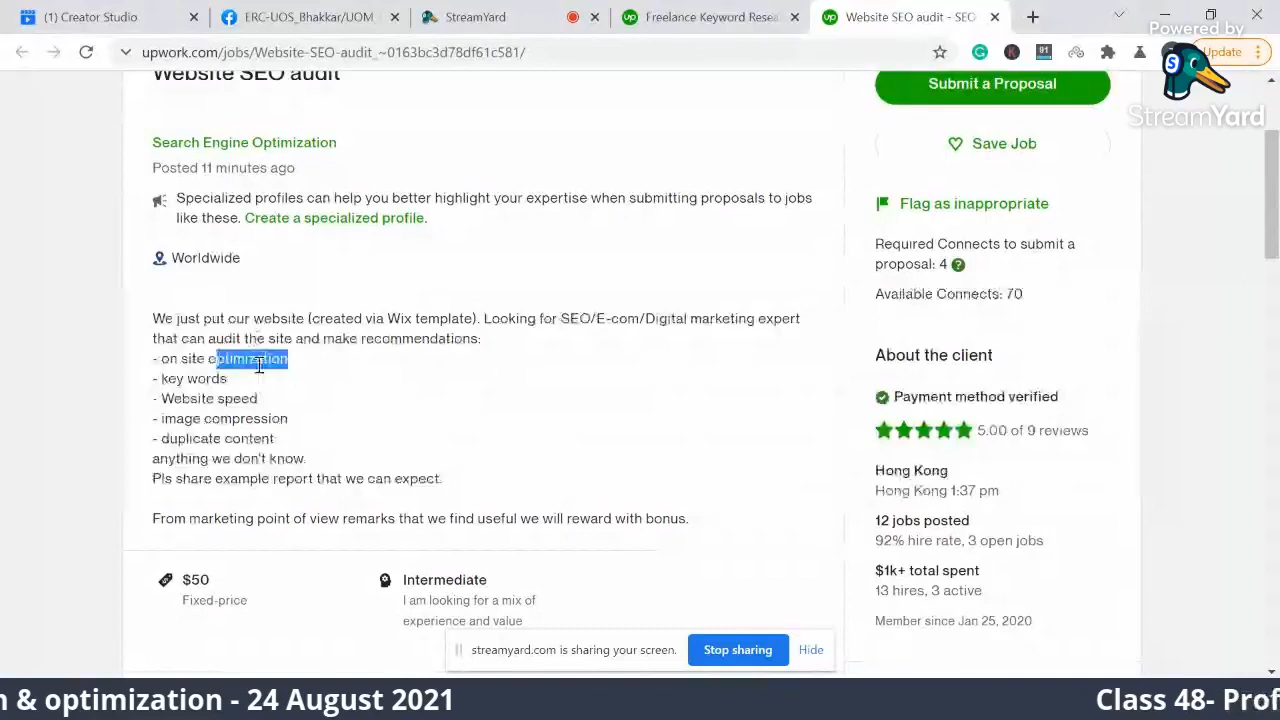 Creator Studio
ERC-UOS_Bhakkar/UOM
StreamYard
Freelance Keyword Resea
Website SEO audit - SEO
Powered by
upwork.com/jobs/Website-SEO-audit_~0163bc3d78df61c581/
91
Update
StreamYard
Website SEO audit
Submit a Proposal
Search Engine Optimization
Save Job
Posted 11 minutes ago
Specialized profiles can help you better highlight your expertise when submitting proposals to jobs
like these. Create a specialized profile.
Flag as inappropriate
Required Connects to submit a
proposal: 4
Worldwide
Available Connects: 70
We just put our website (created via Wix template). Looking for SEO/E-com/Digital marketing expert
that can audit the site and make recommendations:
- on site optimization
- key words
- Website speed
- image compression
- duplicate content
anything we don't know.
Pls share example report that we can expect.
From marketing point of view remarks that we find useful we will reward with bonus.
About the client
Payment method verified
5.00 of 9 reviews
Hong Kong
Hong Kong 1:37 pm
12 jobs posted
92% hire rate, 3 open jobs
$1k+ total spent
13 hires, 3 active
Member since Jan 25, 2020
$50
Fixed-price
Intermediate
I am looking for a mix of
experience and value
streamyard.com is sharing your screen.
Stop sharing
Hide
n & optimization - 24 August 2021
Class 48- Prof